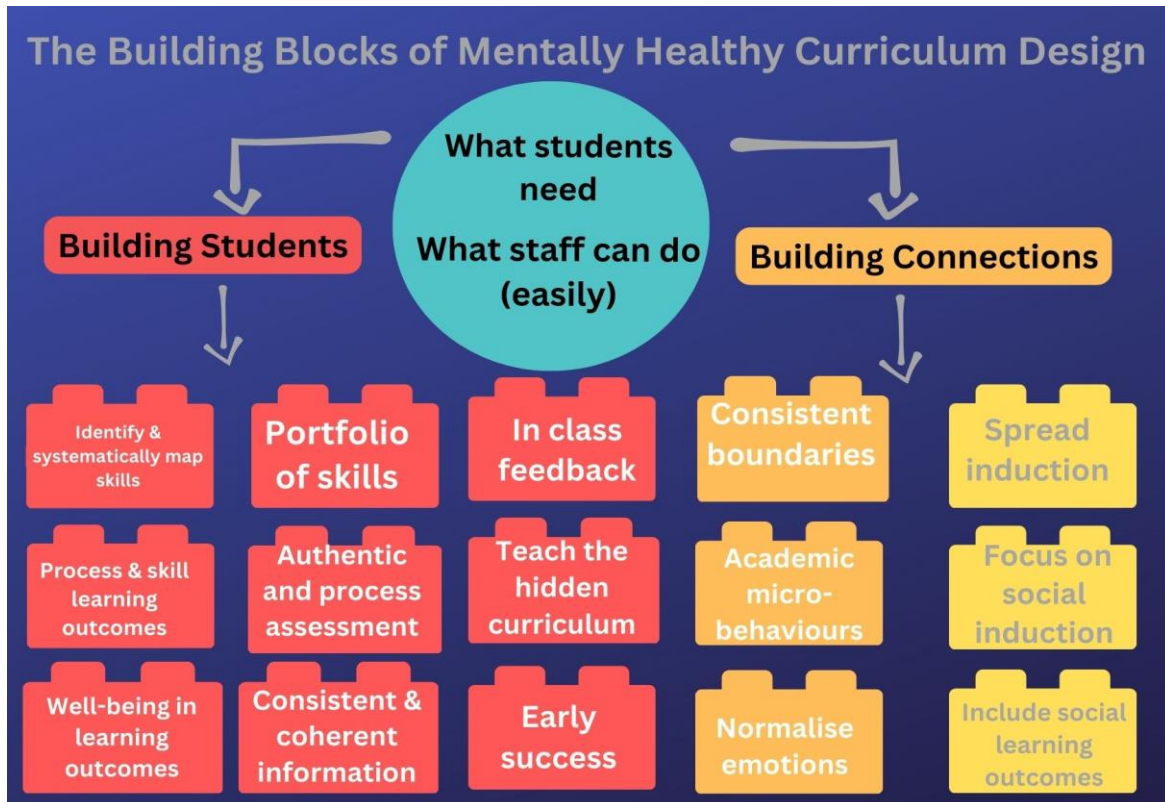 The Building Blocks of Mentally Healthy Curriculum Design
What students
need
What staff can do
(easily)
Building Students
Building Connections
Identify &
systematically map
skills
Portfolio
of skills
In class
feedback
Consistent
boundaries
Spread
induction
Process & skill
learning
outcomes
Authentic
and process
assessment
Teach the
hidden
curriculum
Academic
micro-
behaviours
Focus on
social
induction
Well-being in
learning
outcomes
Consistent &
coherent
information
Early
success
Normalise
emotions
Include social
learning
outcomes